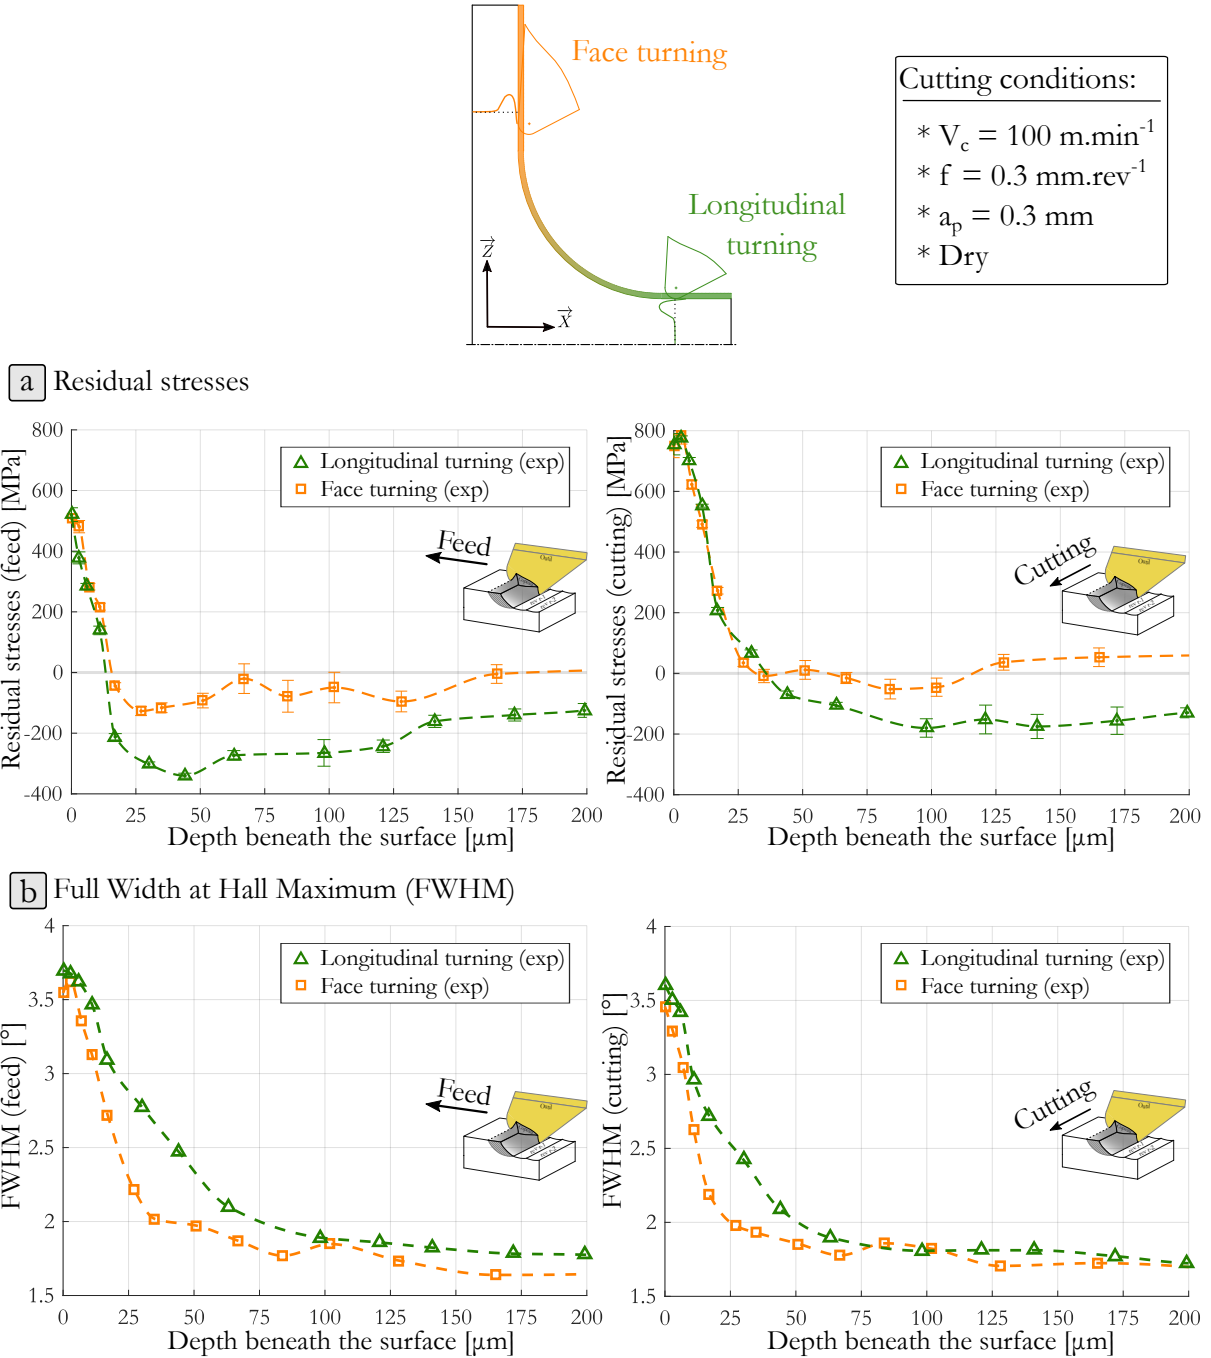 Face turning
Cutting conditions:
* Vc = 100 m.min-1
* f = 0.3 mm.rev-1
* ap = 0.3 mm
* Dry
Longitudinal
turning
Z
X
a Residual stresses
Residual stresses (feed) [MPa]
800
600
400
200
0
-200
-400
Longitudinal turning (exp)
Face turning (exp)
Feed
Outil
0 25 50 75 100 125 150 175 200
Depth beneath the surface [µm]
Residual stresses (cutting) [MPa]
800
600
400
200
0
-200
-400
Longitudinal turning (exp)
Face turning (exp)
Cutting
Outil
0 25 50 75 100 125 150 175 200
Depth beneath the surface [µm]
b Full Width at Hall Maximum (FWHM)
FWHM (feed) [°]
4
3.5
3
2.5
2
1.5
Longitudinal turning (exp)
Face turning (exp)
Feed
Outil
0 25 50 75 100 125 150 175 200
Depth beneath the surface [µm]
FWHM (cutting) [°]
4
3.5
3
2.5
2
1.5
Longitudinal turning (exp)
Face turning (exp)
Cutting
Outil
0 25 50 75 100 125 150 175 200
Depth beneath the surface [µm]